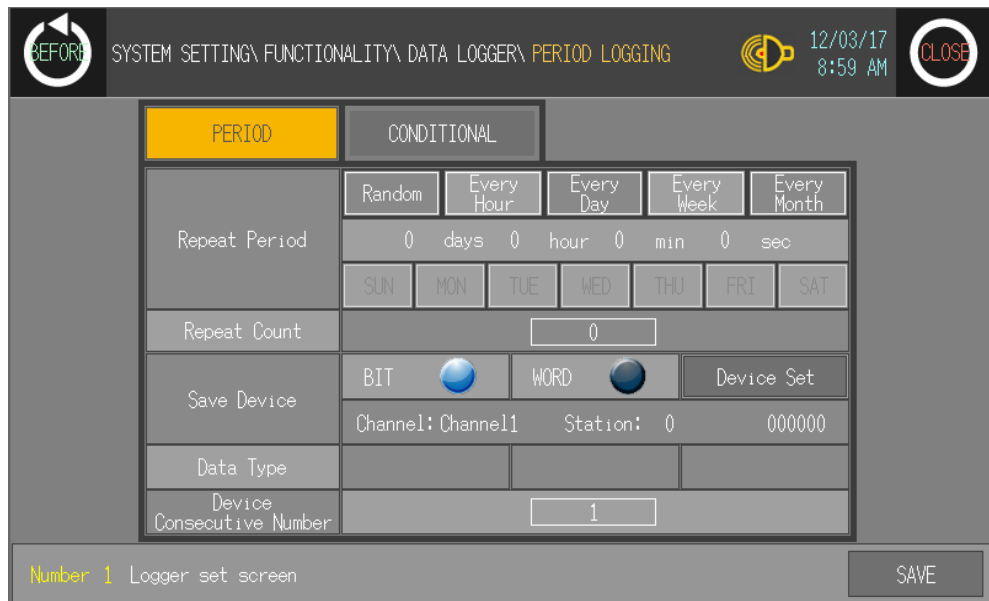 BEFORE
SYSTEM SETTING\ FUNCTIONALITY\ DATA LOGGER\ PERIOD LOGGING
12/03/17
8:59 AM
CLOSE
PERIOD
CONDITIONAL
Repeat Period
Random
Every Hour
Every Day
Every Week
Every Month
0 days 0 hour 0 min 0 sec
SUN MON TUE WED THU FRI SAT
Repeat Count
0
Save Device
BIT
WORD
Device Set
Channel: Channel1 Station: 0 000000
Data Type
Device
Consecutive Number
1
Number 1 Logger set screen
SAVE